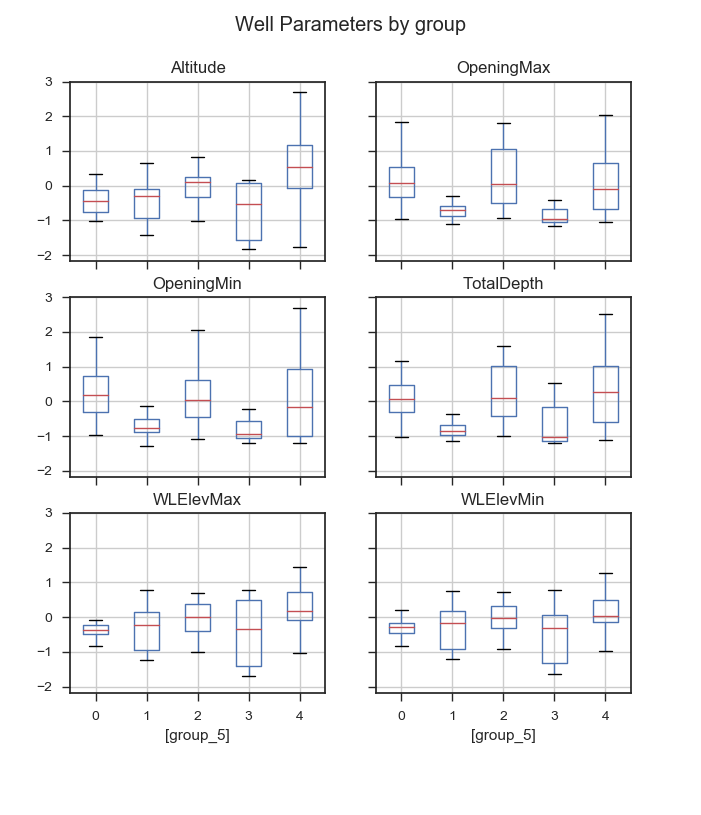 Well Parameters by group
Altitude
OpeningMax
3
2
1
0
−1
−2
OpeningMin
TotalDepth
3
2
1
0
−1
−2
WLElevMax
WLElevMin
3
2
1
0
−1
−2
0 1 2 3 4
0 1 2 3 4
[group_5]
[group_5]